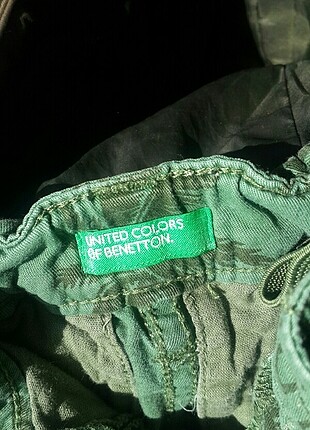 UNITED COLORS
OF BENETTON.